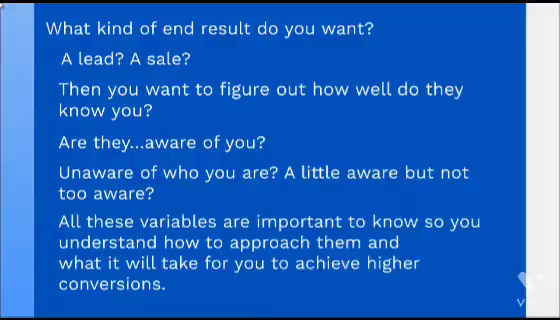 What kind of end result do you want?
A lead? A sale?
Then you want to figure out how well do they
know you?
Are they...aware of you?
Unaware of who you are? A little aware but not
too aware?
All these variables are important to know so you
understand how to approach them and
what it will take for you to achieve higher
conversions.